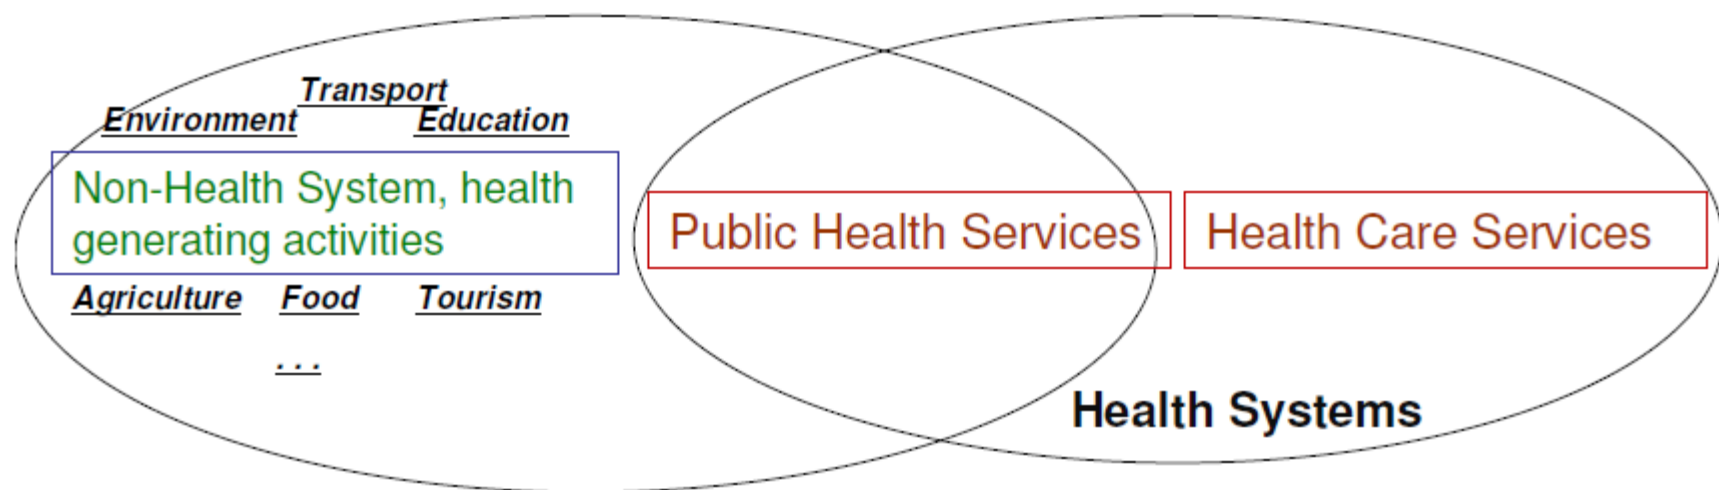 Transport
Environment
Education
Non-Health System, health
generating activities
Public Health Services
Health Care Services
Agriculture
Food
Tourism
...
Health Systems